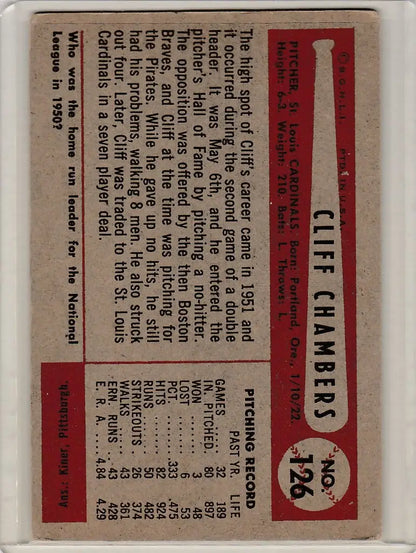 © B.G.H.L.I. PTD. IN U.S.A.
CLIFF CHAMBERS
NO.
126
PITCHER, St. Louis CARDINALS. Born: Portland, Ore., 1/10/22.
Height: 6-3. Weight: 210. Bats: L. Throws: L.
The high spot of Cliff's career came in 1951 and
it occurred during the second game of a double
header. It was May 6th, and he entered the
pitcher's Hall of Fame by pitching a no-hitter.
The opposition was offered by the then Boston
Braves, and Cliff at the time was pitching for
the Pirates. While he gave up no hits, he still
had his problems, walking 8 men. He also struck
out four. Later, Cliff was traded to the St. Louis
Cardinals in a seven player deal.
Who was the home run leader for the National
League in 1950?
PITCHING RECORD
PAST YR. LIFE
GAMES 32 189
IN PITCHED. 80 897
WON 3 48
LOST 6 53
PCT. .333 .475
HITS 82 924
RUNS 50 482
STRIKEOUTS 26 374
WALKS 43 361
ERN. RUNS 43 428
E. R. A. 4.84 4.29
Ans.: Kiner, Pittsburgh.